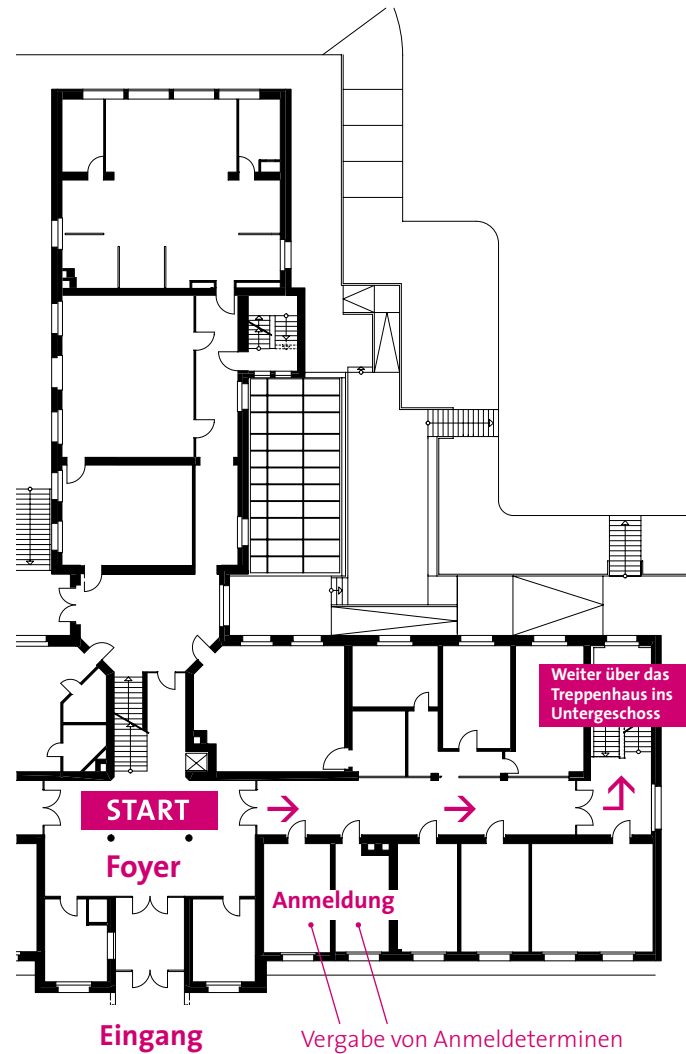 Weiter über das
Treppenhaus ins
Untergeschoss
START
Foyer
Anmeldung
Eingang
Vergabe von Anmeldeterminen